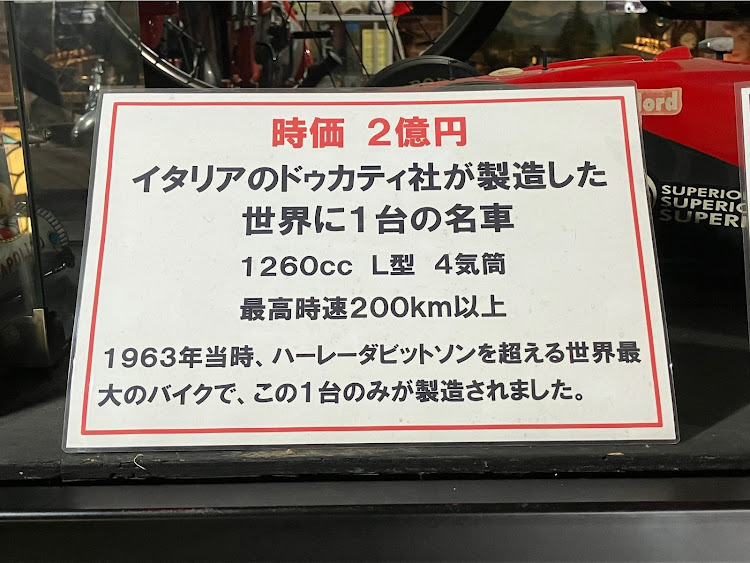 時価 2億円
イタリアのドゥカティ社が製造した
世界に1台の名車
1260cc L型 4気筒
最高時速200km以上
1963年当時、ハーレーダビットソンを超える世界最
大のバイクで、この1台のみが製造されました。
SUPERIO
SUPERIO
SUPERI